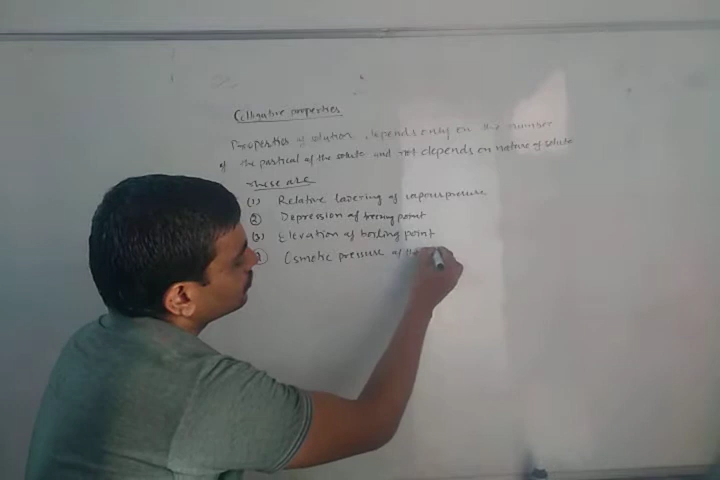 Colligative properties
Properties of solution depends only on the number
of the partical of the solute and not depends on nature of solute
These are
(1) Relative lowering of vapour pressure
(2) Depression of freezing point
(3) Elevation of boiling point
Osmotic pressure of